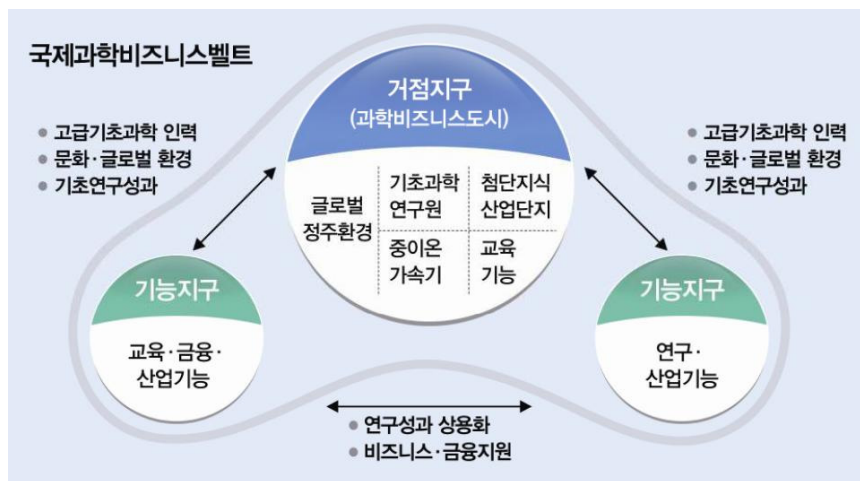 국제과학비즈니스벨트
거점지구
(과학비즈니스도시)
• 고급기초과학 인력
• 문화·글로벌 환경
• 기초연구성과
• 고급기초과학 인력
• 문화·글로벌 환경
• 기초연구성과
글로벌
정주환경
기초과학
연구원
첨단지식
산업단지
중이온
가속기
교육
기능
기능지구
교육·금융·
산업기능
기능지구
연구·
산업기능
• 연구성과 상용화
• 비즈니스·금융지원